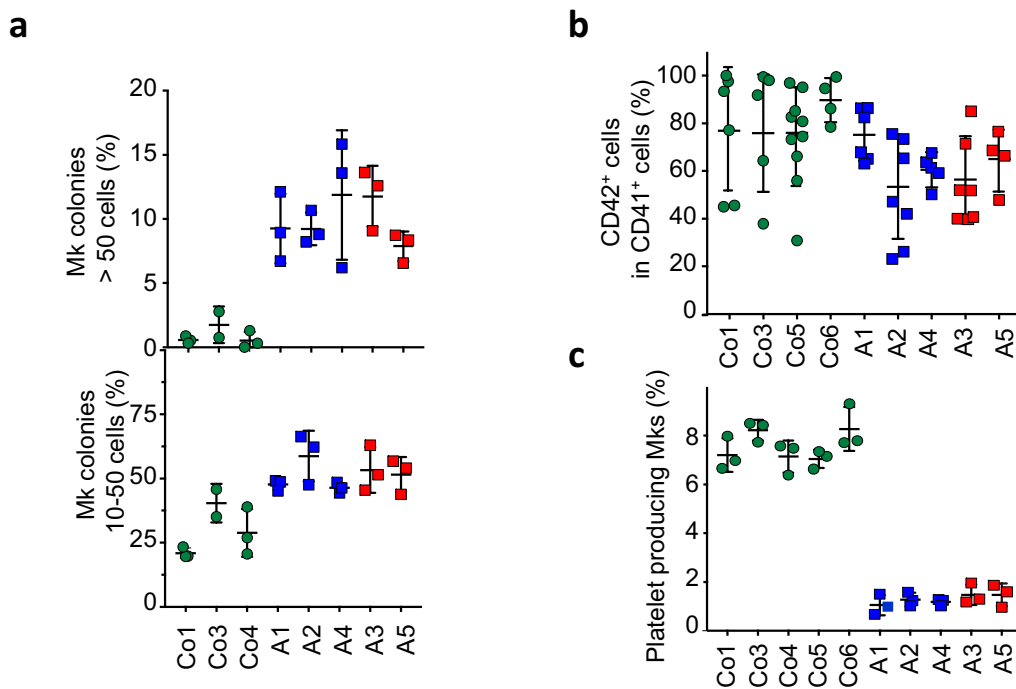 a
Mk colonies
> 50 cells (%)
20
15
10
5
0
Mk colonies
10-50 cells (%)
75
50
25
0
Co1
Co3
Co4
A1
A2
A4
A3
A5
b
CD42+ cells
in CD41+ cells (%)
100
80
60
40
20
0
Co1
Co3
Co5
Co6
A1
A2
A4
A3
A5
c
Platelet producing Mks (%)
8
6
4
2
0
Co1
Co3
Co4
Co5
Co6
A1
A2
A4
A3
A5